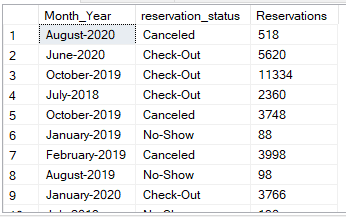 Month_Year reservation_status Reservations
1 August-2020 Canceled 518
2 June-2020 Check-Out 5620
3 October-2019 Check-Out 11334
4 July-2018 Check-Out 2360
5 October-2019 Canceled 3748
6 January-2019 No-Show 88
7 February-2019 Canceled 3998
8 August-2019 No-Show 98
9 January-2020 Check-Out 3766